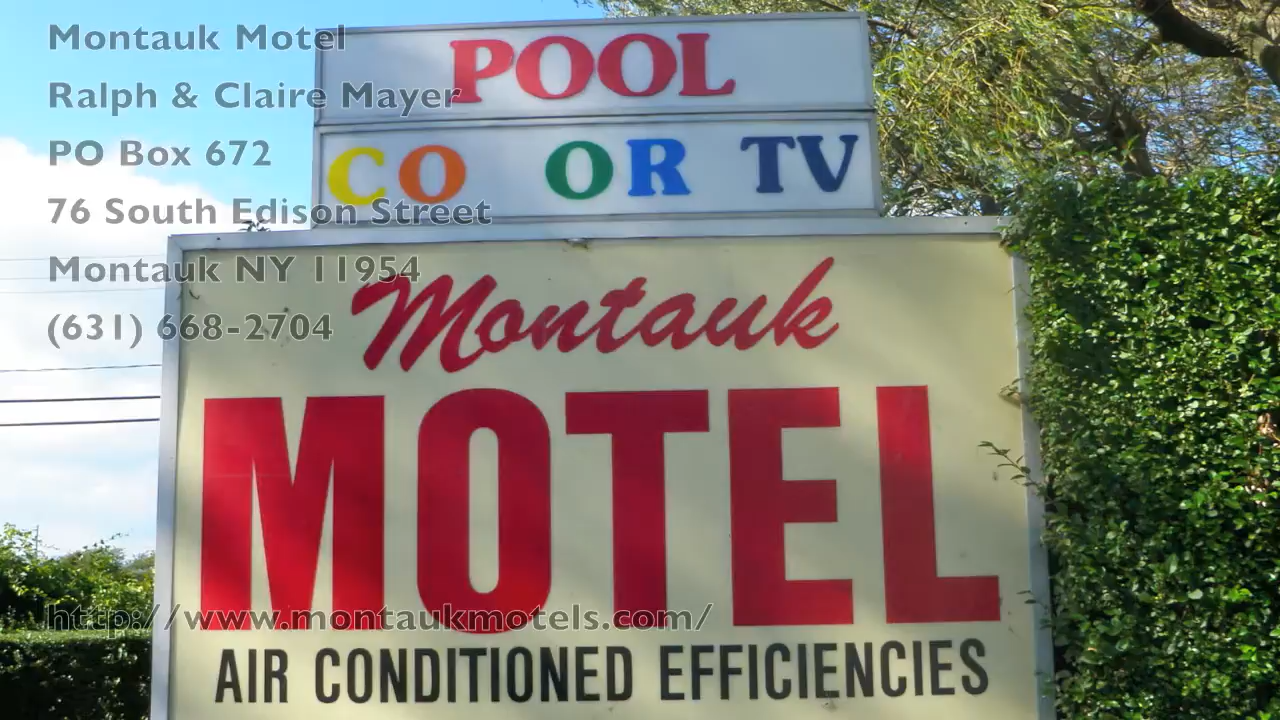 Montauk Motel
Ralph & Claire Mayer
PO Box 672
76 South Edison Street
Montauk NY 11954
(631) 668-2704
POOL
CO OR TV
Montauk
MOTEL
http://www.montaukmotels.com/
AIR CONDITIONED EFFICIENCIES